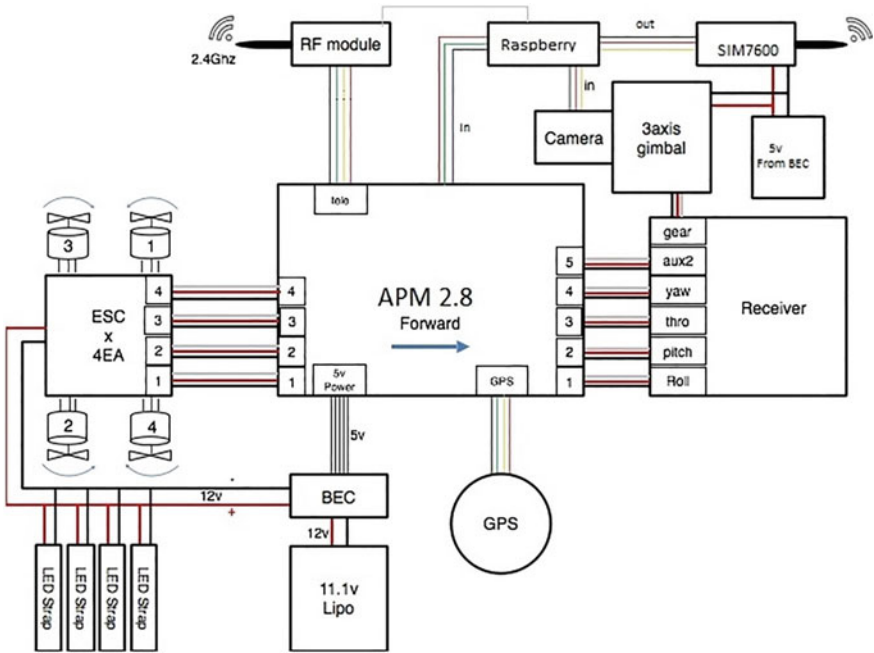 2.4Ghz
RF module
Raspberry
out
SIM7600
in
In
Camera
3axis
gimbal
5v
From BEC
tele
3
1
gear
aux2
yaw
thro
pitch
Roll
Receiver
5
4
3
2
1
APM 2.8
Forward
4
3
2
1
ESC
x
4EA
4
3
2
1
5v
Power
GPS
2
4
5v
-
12v
+
BEC
12v
GPS
11.1v
Lipo
LED Strap
LED Strap
LED Strap
LED Strap